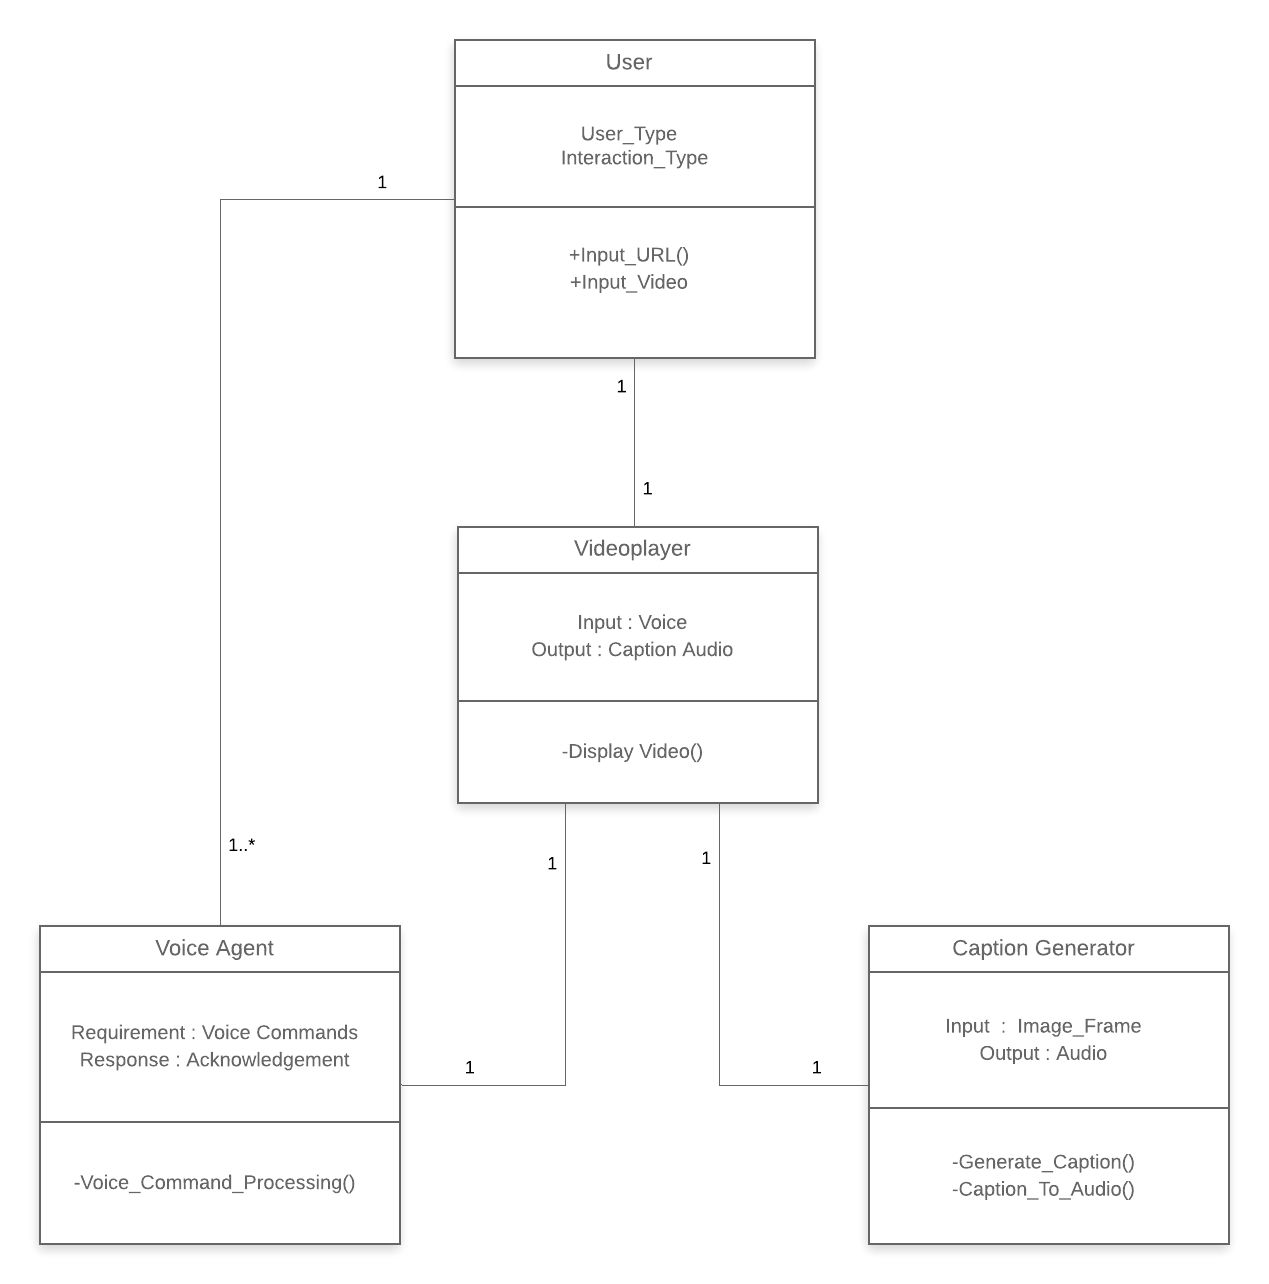 User
User_Type
Interaction_Type
1
+Input_URL()
+Input_Video
1
1
Videoplayer
Input : Voice
Output : Caption Audio
-Display Video()
1..*
1
1
Voice Agent
Requirement : Voice Commands
Response : Acknowledgement
-Voice_Command_Processing()
1
1
Caption Generator
Input  :  Image_Frame
Output : Audio
-Generate_Caption()
-Caption_To_Audio()